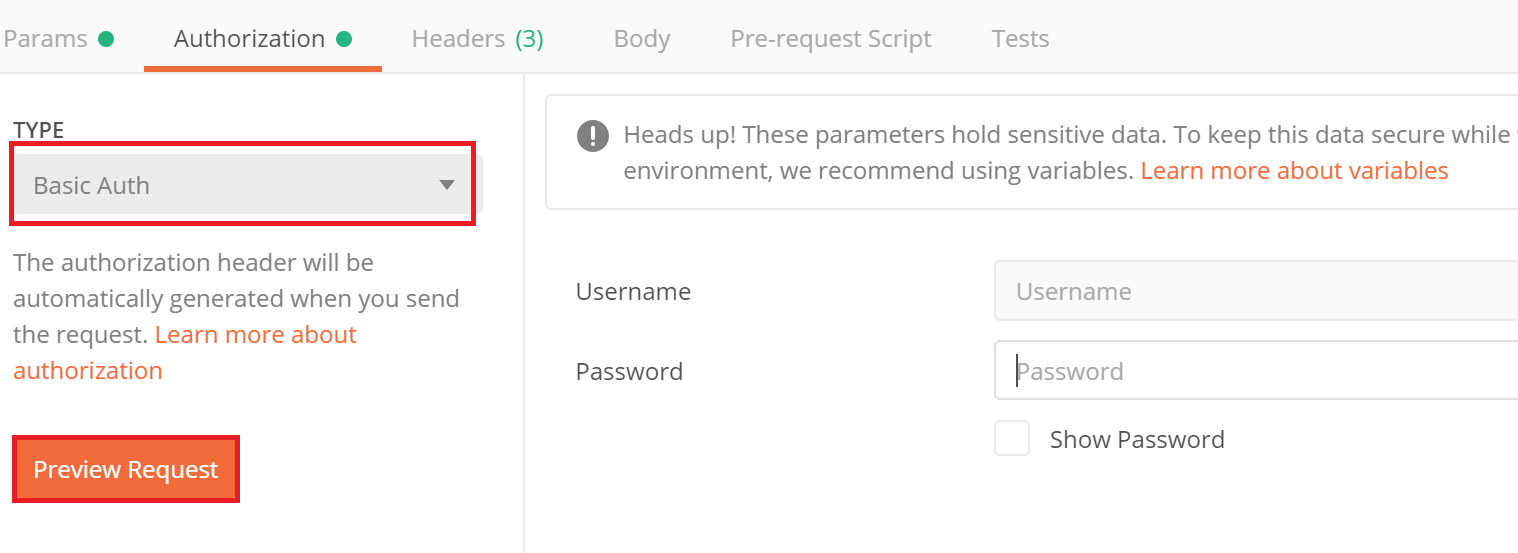 Params Authorization Headers (3) Body Pre-request Script Tests
TYPE
Basic Auth
The authorization header will be
automatically generated when you send
the request. Learn more about
authorization
Preview Request
Heads up! These parameters hold sensitive data. To keep this data secure while
environment, we recommend using variables. Learn more about variables
Username Username
Password Password
Show Password